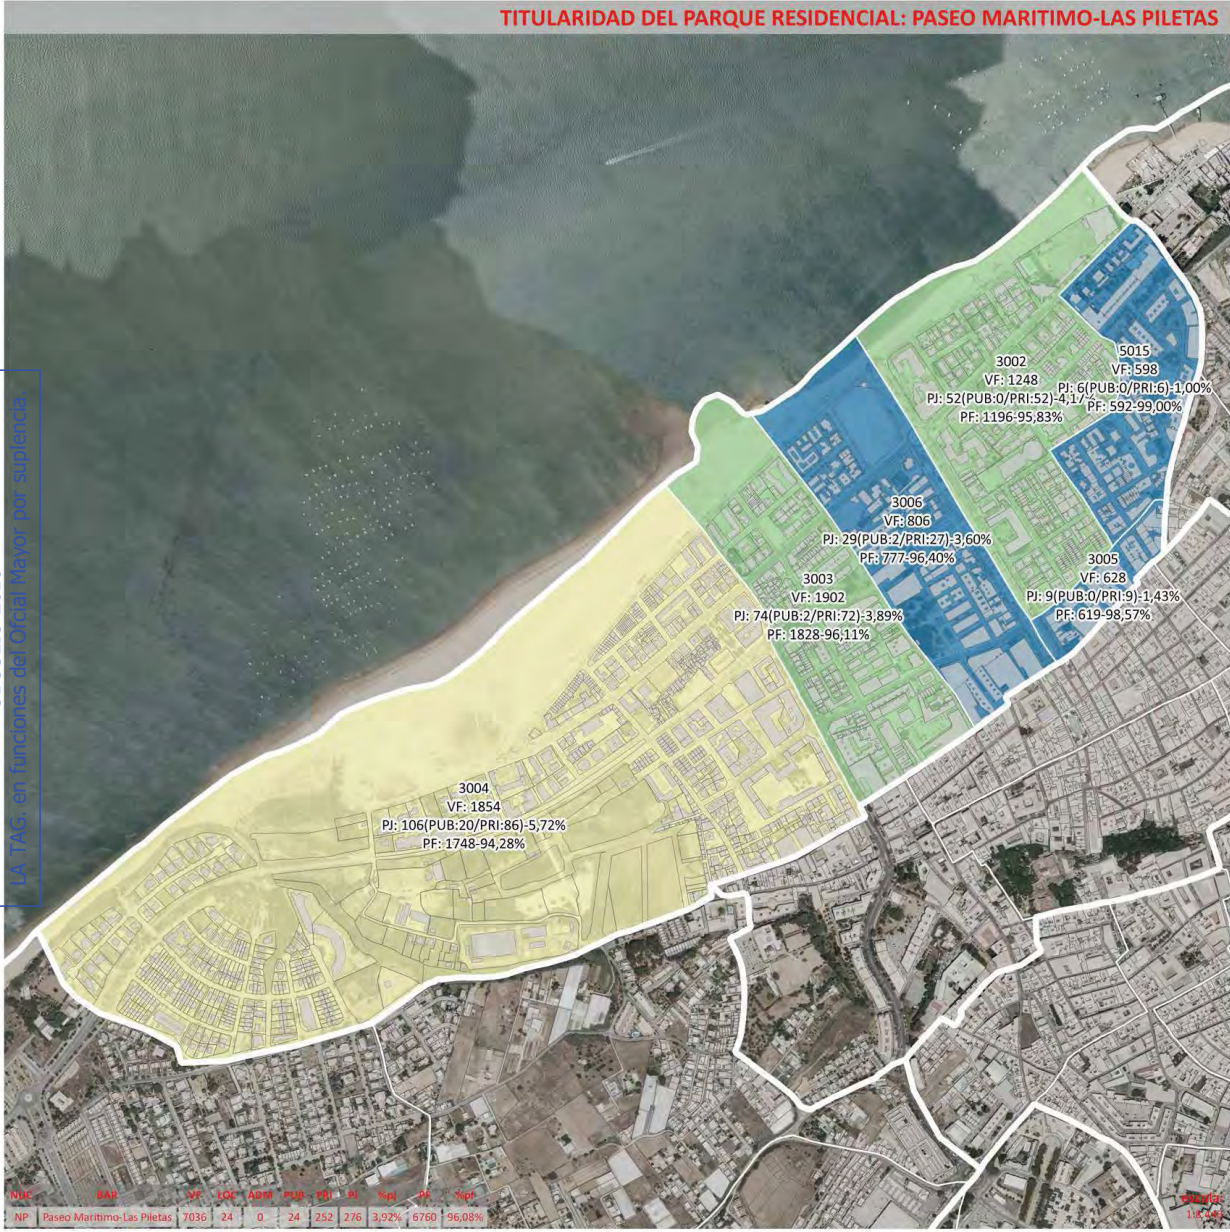 TITULARIDAD DEL PARQUE RESIDENCIAL: PASEO MARITIMO-LAS PILETAS
LA TAG. en funciones del Ofcial Mayor por suplencia.
3002
VF: 1248
PJ: 52(PUB:0/PRI:52)-4,17%
PF: 1196-95,83%
5015
VF: 598
PJ: 6(PUB:0/PRI:6)-1,00%
PF: 592-99,00%
3006
VF: 806
PJ: 29(PUB:2/PRI:27)-3,60%
PF: 777-96,40%
3005
VF: 628
PJ: 9(PUB:0/PRI:9)-1,43%
PF: 619-98,57%
3003
VF: 1902
PJ: 74(PUB:2/PRI:72)-3,89%
PF: 1828-96,11%
3004
VF: 1854
PJ: 106(PUB:20/PRI:86)-5,72%
PF: 1748-94,28%
NUC BAR VF LOC ADM PUB PRI PJ %pj PF %pf
NP Paseo Maritimo-Las Piletas 7036 24 0 24 252 276 3,92% 6760 96,08%